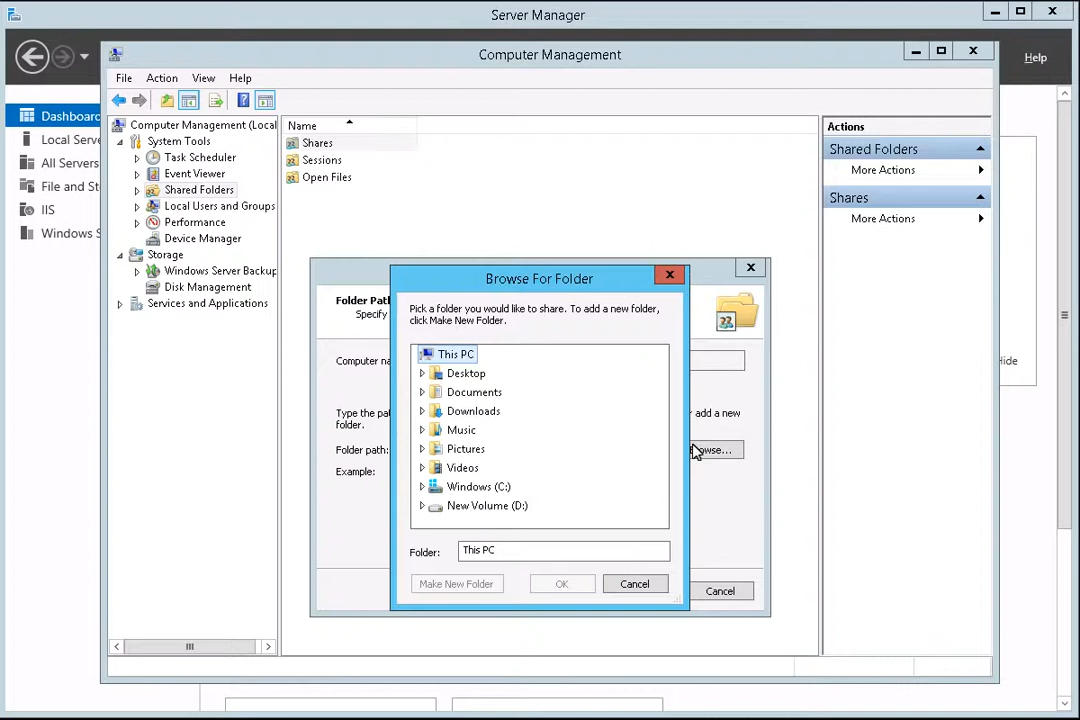 Server Manager
Computer Management
Help
File Action View Help
Dashboard
Local Serve
All Servers
File and St
IIS
Windows S
Computer Management (Local
System Tools
Task Scheduler
Event Viewer
Shared Folders
Local Users and Groups
Performance
Device Manager
Storage
Windows Server Backup
Disk Management
Services and Applications
Name
Shares
Sessions
Open Files
Actions
Shared Folders
More Actions
Shares
More Actions
Folder Pat
Specify
Computer na
Type the pat
or add a new
folder.
Folder path:
Browse...
Example:
Cancel
Browse For Folder
Pick a folder you would like to share. To add a new folder,
click Make New Folder.
This PC
Desktop
Documents
Downloads
Music
Pictures
Videos
Windows (C:)
New Volume (D:)
Folder: This PC
Make New Folder OK Cancel
Hide